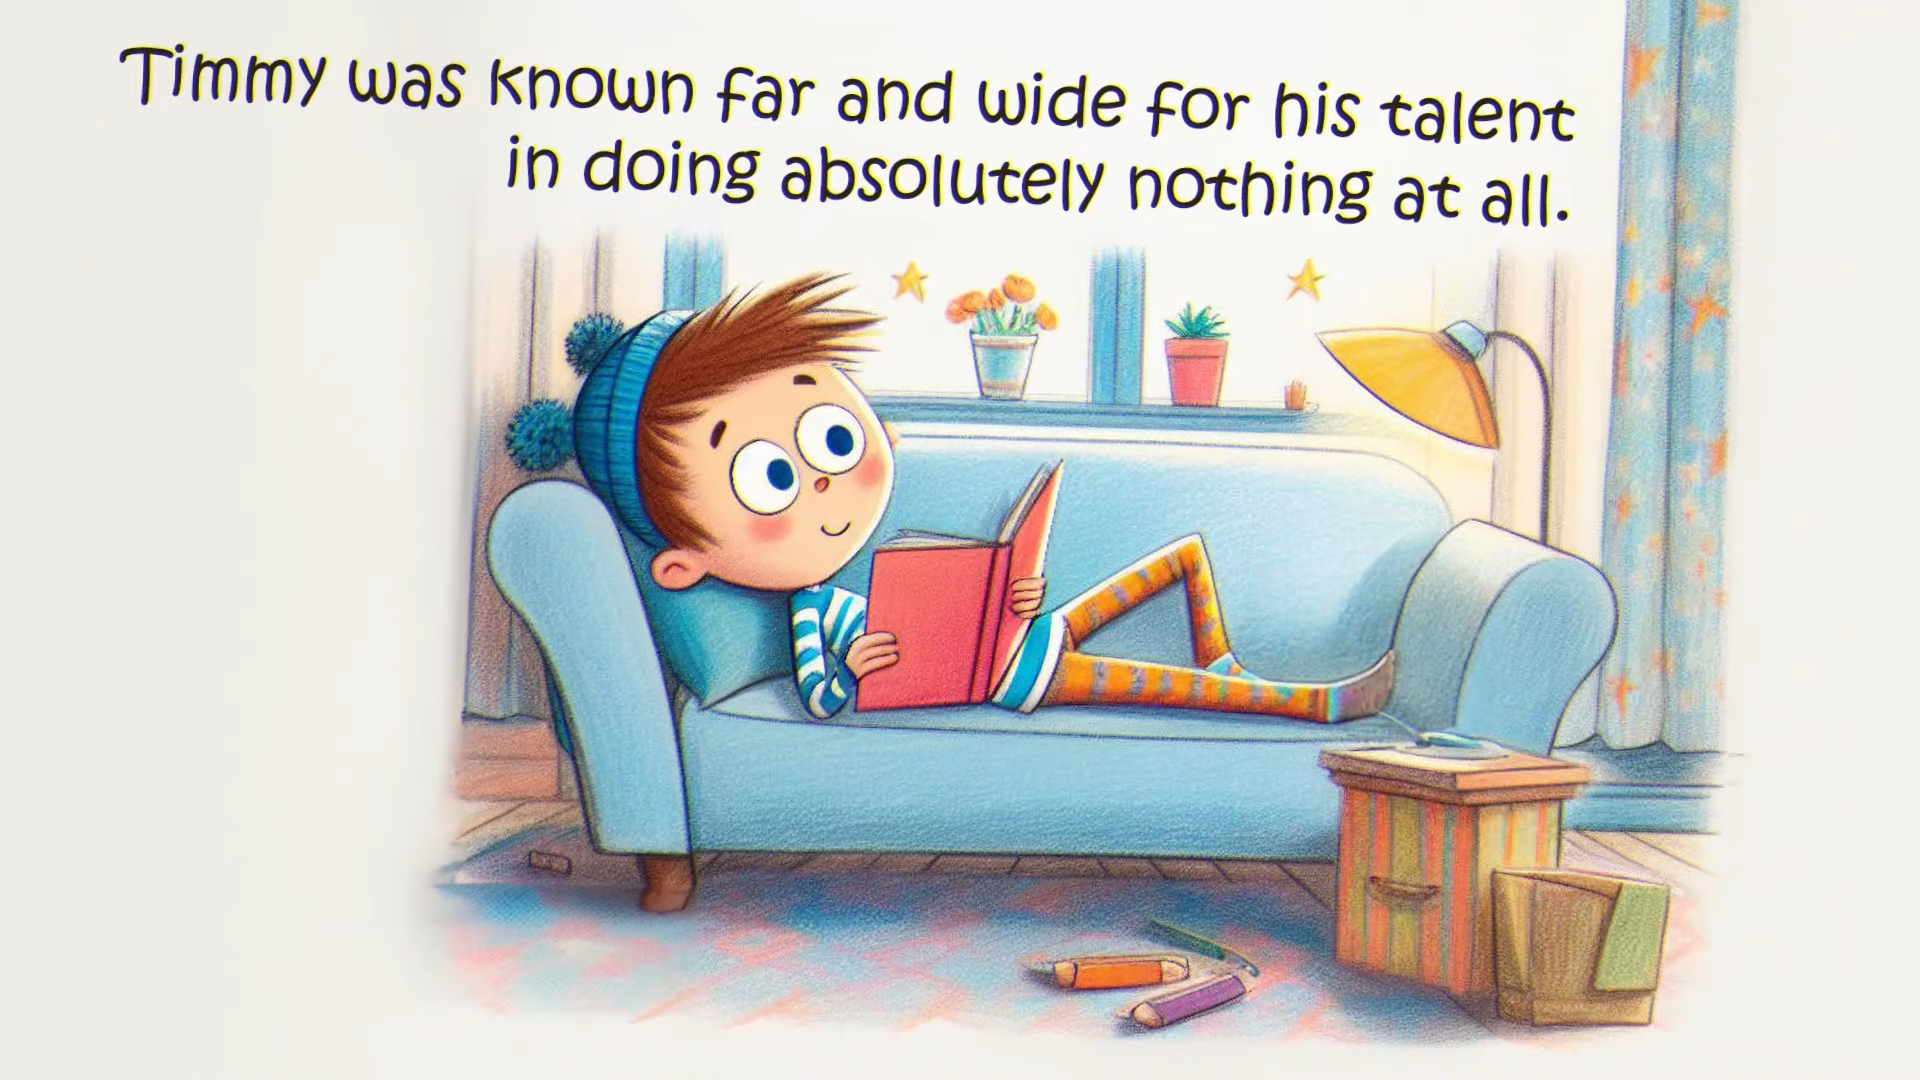 Timmy was known far and wide for his talent
in doing absolutely nothing at all.